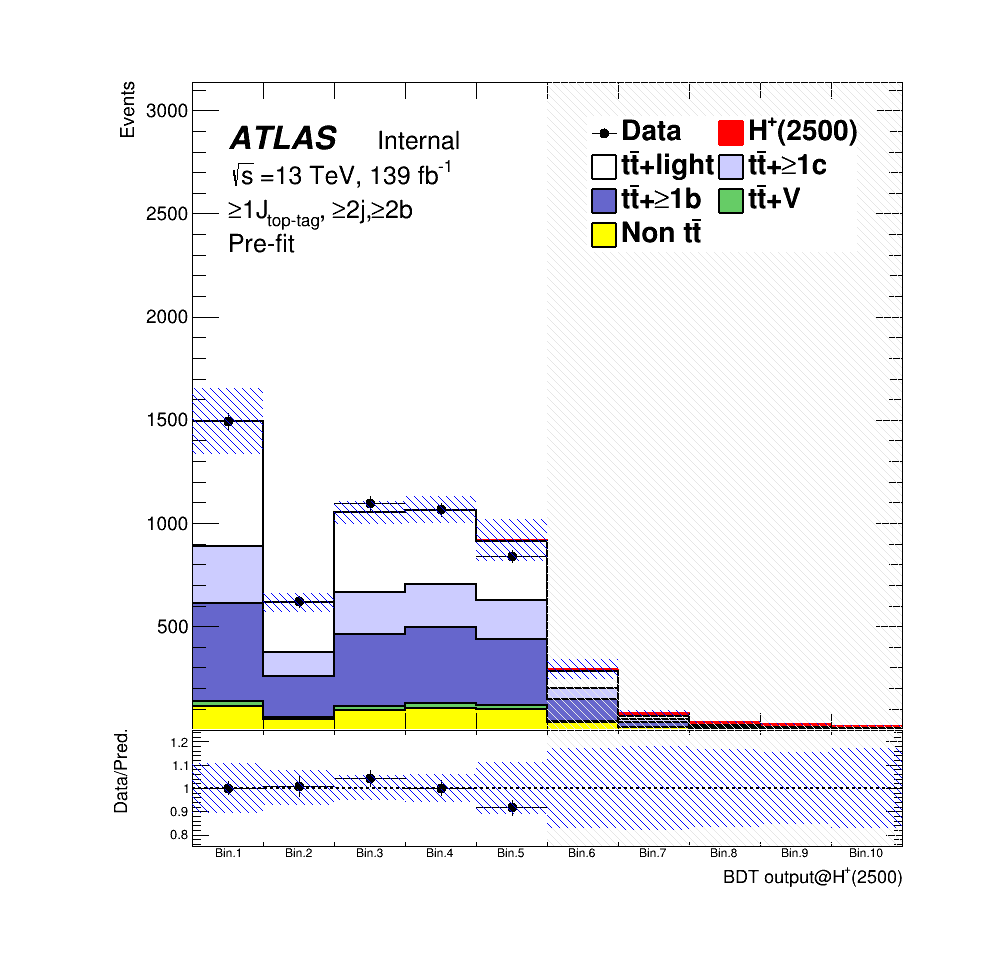 Events
3000
2500
2000
1500
1000
500
ATLAS Internal
√s =13 TeV, 139 fb⁻¹
≥1J_top-tag, ≥2j,≥2b
Pre-fit
Data H⁺(2500)
tt̄+light tt̄+≥1c
tt̄+≥1b tt̄+V
Non tt̄
Data/Pred.
1.2
1.1
1
0.9
0.8
Bin.1 Bin.2 Bin.3 Bin.4 Bin.5 Bin.6 Bin.7 Bin.8 Bin.9 Bin.10
BDT output@H⁺(2500)